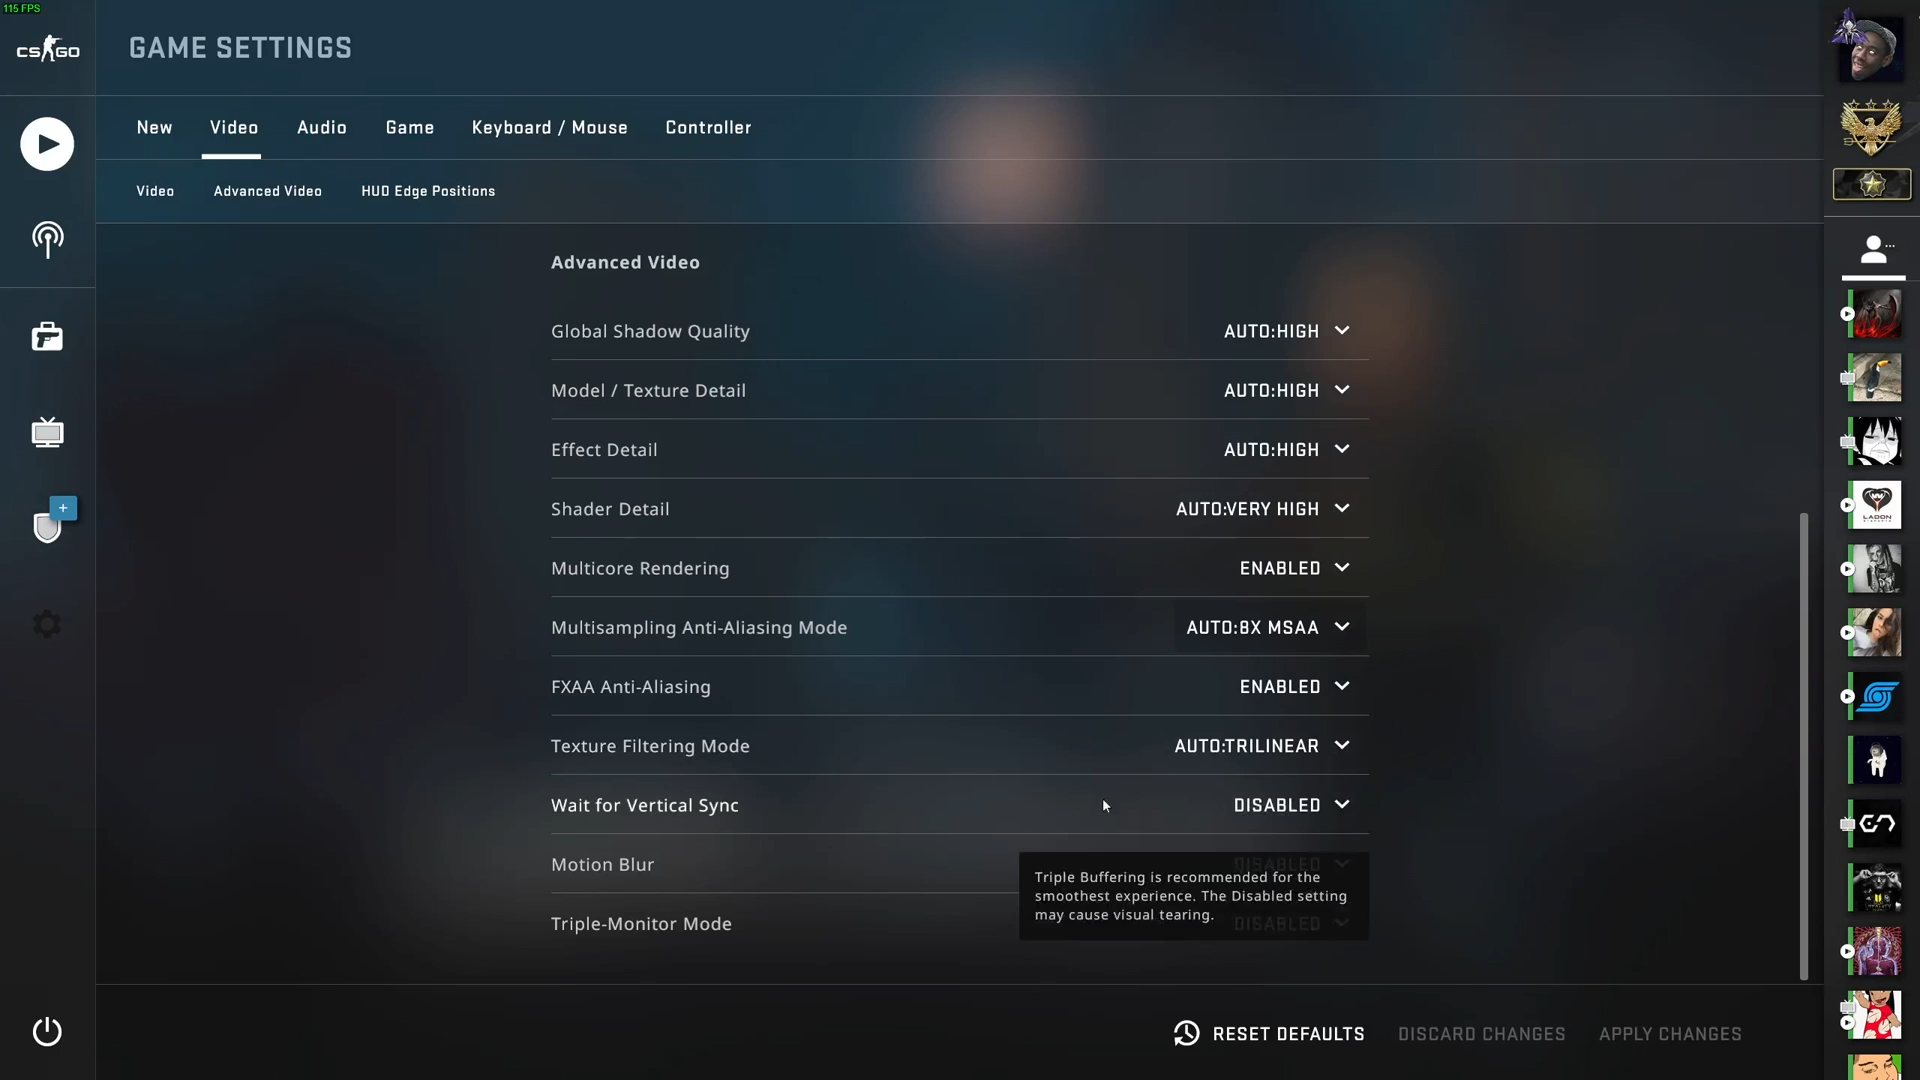 115 FPS
CS GO
GAME SETTINGS
New Video Audio Game Keyboard / Mouse Controller
Video Advanced Video HUD Edge Positions
Advanced Video
Global Shadow Quality AUTO:HIGH
Model / Texture Detail AUTO:HIGH
Effect Detail AUTO:HIGH
Shader Detail AUTO:VERY HIGH
Multicore Rendering ENABLED
Multisampling Anti-Aliasing Mode AUTO:8X MSAA
FXAA Anti-Aliasing ENABLED
Texture Filtering Mode AUTO:TRILINEAR
Wait for Vertical Sync DISABLED
Motion Blur DISABLED
Triple Buffering is recommended for the
smoothest experience. The Disabled setting
may cause visual tearing.
Triple-Monitor Mode DISABLED
RESET DEFAULTS DISCARD CHANGES APPLY CHANGES
LADON